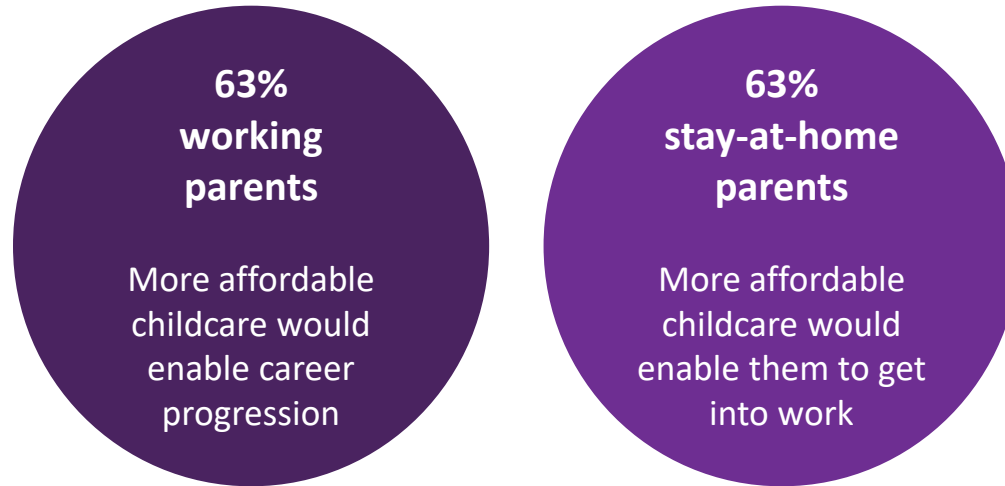 63%
working
parents
More affordable
childcare would
enable career
progression
63%
stay-at-home
parents
More affordable
childcare would
enable them to get
into work